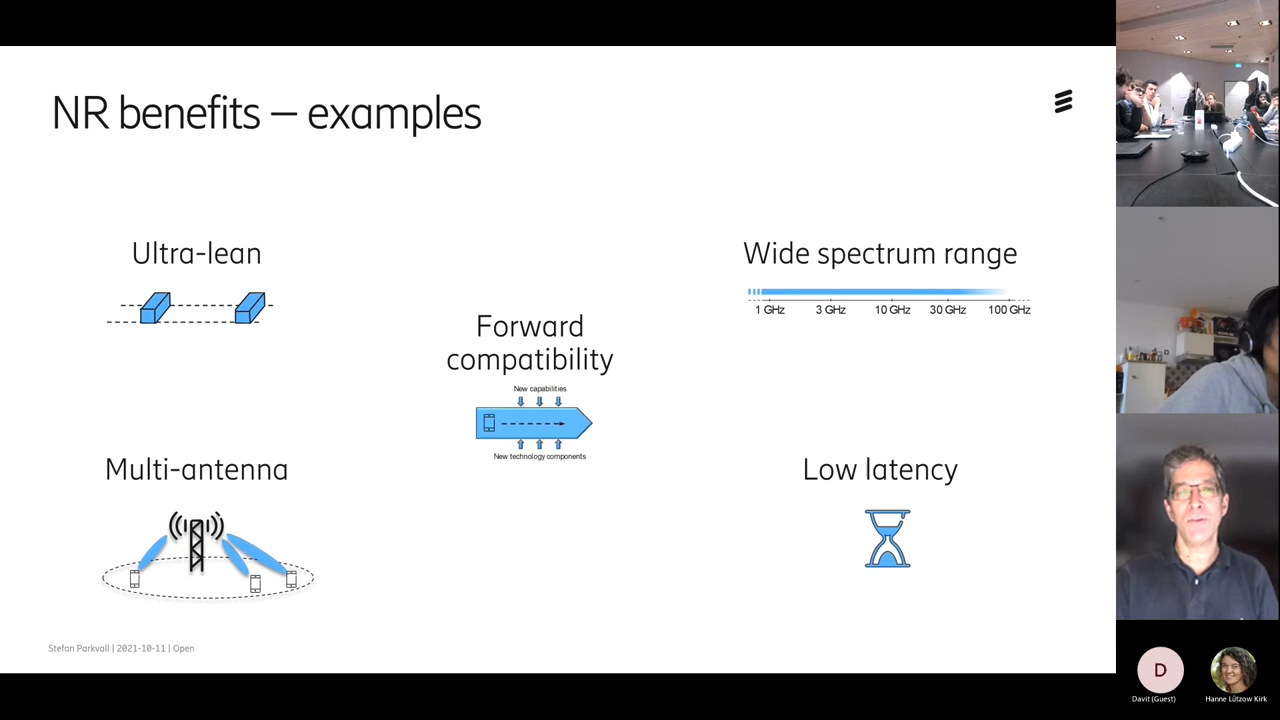 NR benefits – examples
Ultra-lean
Wide spectrum range
1 GHz 3 GHz 10 GHz 30 GHz 100 GHz
Forward
compatibility
New capabilities
New technology components
Multi-antenna
Low latency
Stefan Parkvall | 2021-10-11 | Open
D
Davit (Guest)
Hanne Lützow Kirk